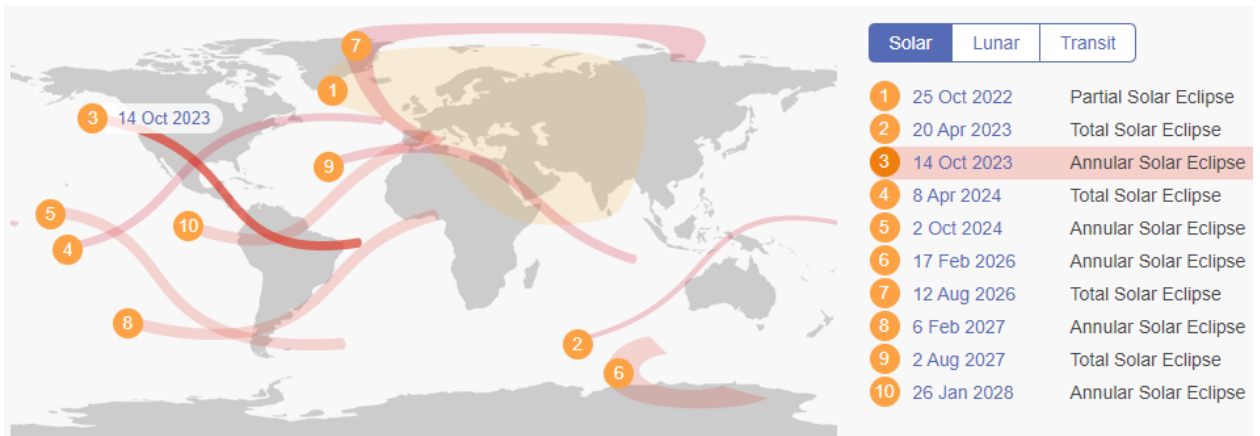 7
1
3 14 Oct 2023
9
5
10
4
8
2
6
Solar Lunar Transit
1 25 Oct 2022 Partial Solar Eclipse
2 20 Apr 2023 Total Solar Eclipse
3 14 Oct 2023 Annular Solar Eclipse
4 8 Apr 2024 Total Solar Eclipse
5 2 Oct 2024 Annular Solar Eclipse
6 17 Feb 2026 Annular Solar Eclipse
7 12 Aug 2026 Total Solar Eclipse
8 6 Feb 2027 Annular Solar Eclipse
9 2 Aug 2027 Total Solar Eclipse
10 26 Jan 2028 Annular Solar Eclipse